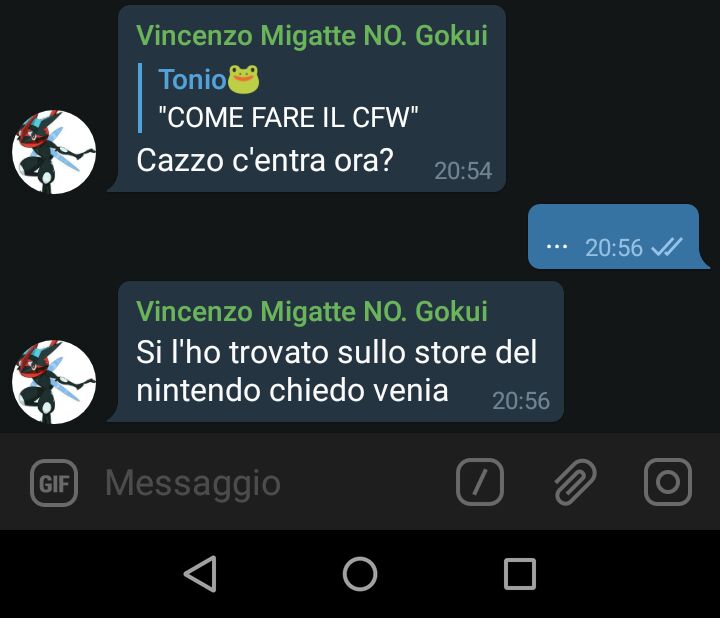 Vincenzo Migatte NO. Gokui
Tonio🐸
"COME FARE IL CFW"
Cazzo c'entra ora? 20:54
... 20:56
Vincenzo Migatte NO. Gokui
Si l'ho trovato sullo store del
nintendo chiedo venia 20:56
GIF Messaggio